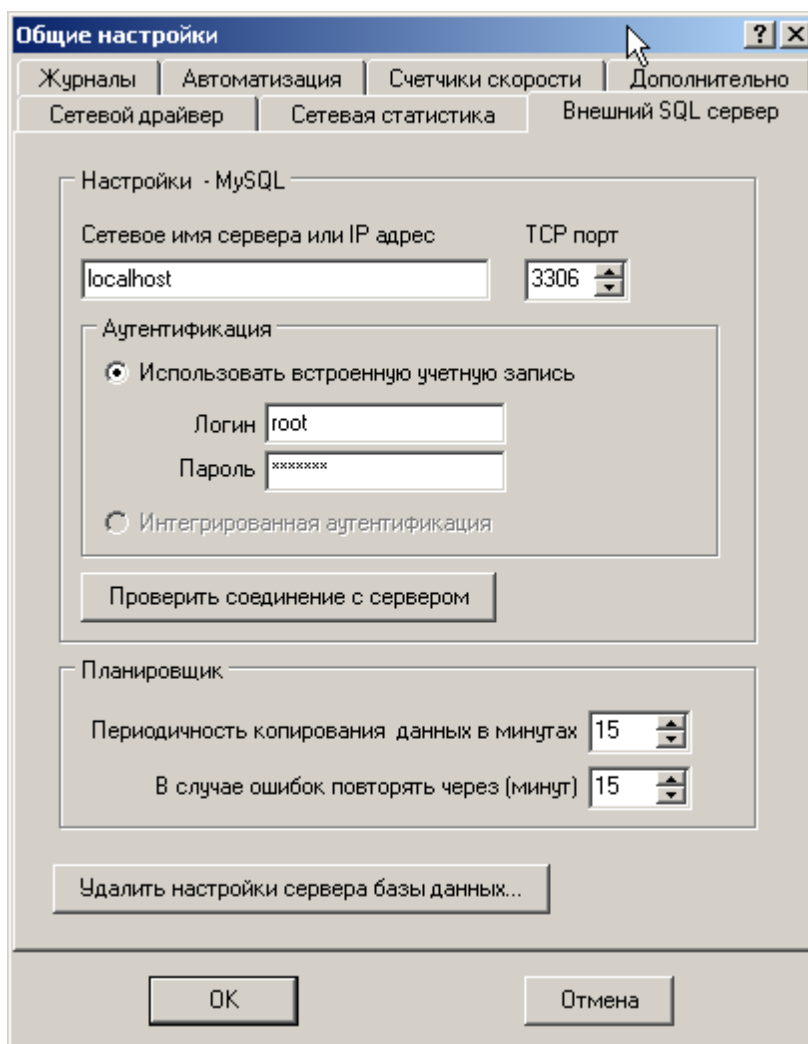 Общие настройки
Журналы Автоматизация Счетчики скорости Дополнительно
Сетевой драйвер Сетевая статистика Внешний SQL сервер
Настройки - MySQL
Сетевое имя сервера или IP адрес TCP порт
localhost 3306
Аутентификация
Использовать встроенную учетную запись
Логин root
Пароль *******
Интегрированная аутентификация
Проверить соединение с сервером
Планировщик
Периодичность копирования данных в минутах 15
В случае ошибок повторять через (минут) 15
Удалить настройки сервера базы данных...
OK Отмена